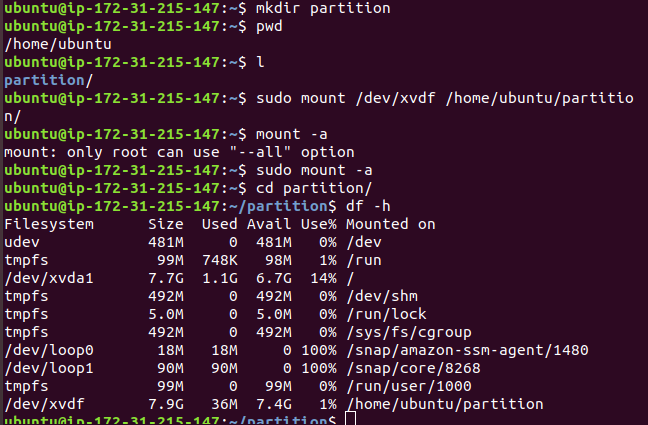 ubuntu@ip-172-31-215-147:~$ mkdir partition
ubuntu@ip-172-31-215-147:~$ pwd
/home/ubuntu
ubuntu@ip-172-31-215-147:~$ l
partition/
ubuntu@ip-172-31-215-147:~$ sudo mount /dev/xvdf /home/ubuntu/partitio
n/
ubuntu@ip-172-31-215-147:~$ mount -a
mount: only root can use "--all" option
ubuntu@ip-172-31-215-147:~$ sudo mount -a
ubuntu@ip-172-31-215-147:~$ cd partition/
ubuntu@ip-172-31-215-147:~/partition$ df -h
Filesystem      Size  Used Avail Use% Mounted on
udev            481M     0  481M   0% /dev
tmpfs            99M  748K   98M   1% /run
/dev/xvda1      7.7G  1.1G  6.7G  14% /
tmpfs           492M     0  492M   0% /dev/shm
tmpfs           5.0M     0  5.0M   0% /run/lock
tmpfs           492M     0  492M   0% /sys/fs/cgroup
/dev/loop0       18M   18M     0 100% /snap/amazon-ssm-agent/1480
/dev/loop1       90M   90M     0 100% /snap/core/8268
tmpfs            99M     0   99M   0% /run/user/1000
/dev/xvdf       7.9G   36M  7.4G   1% /home/ubuntu/partition
ubuntu@ip-172-31-215-147:~/partition$